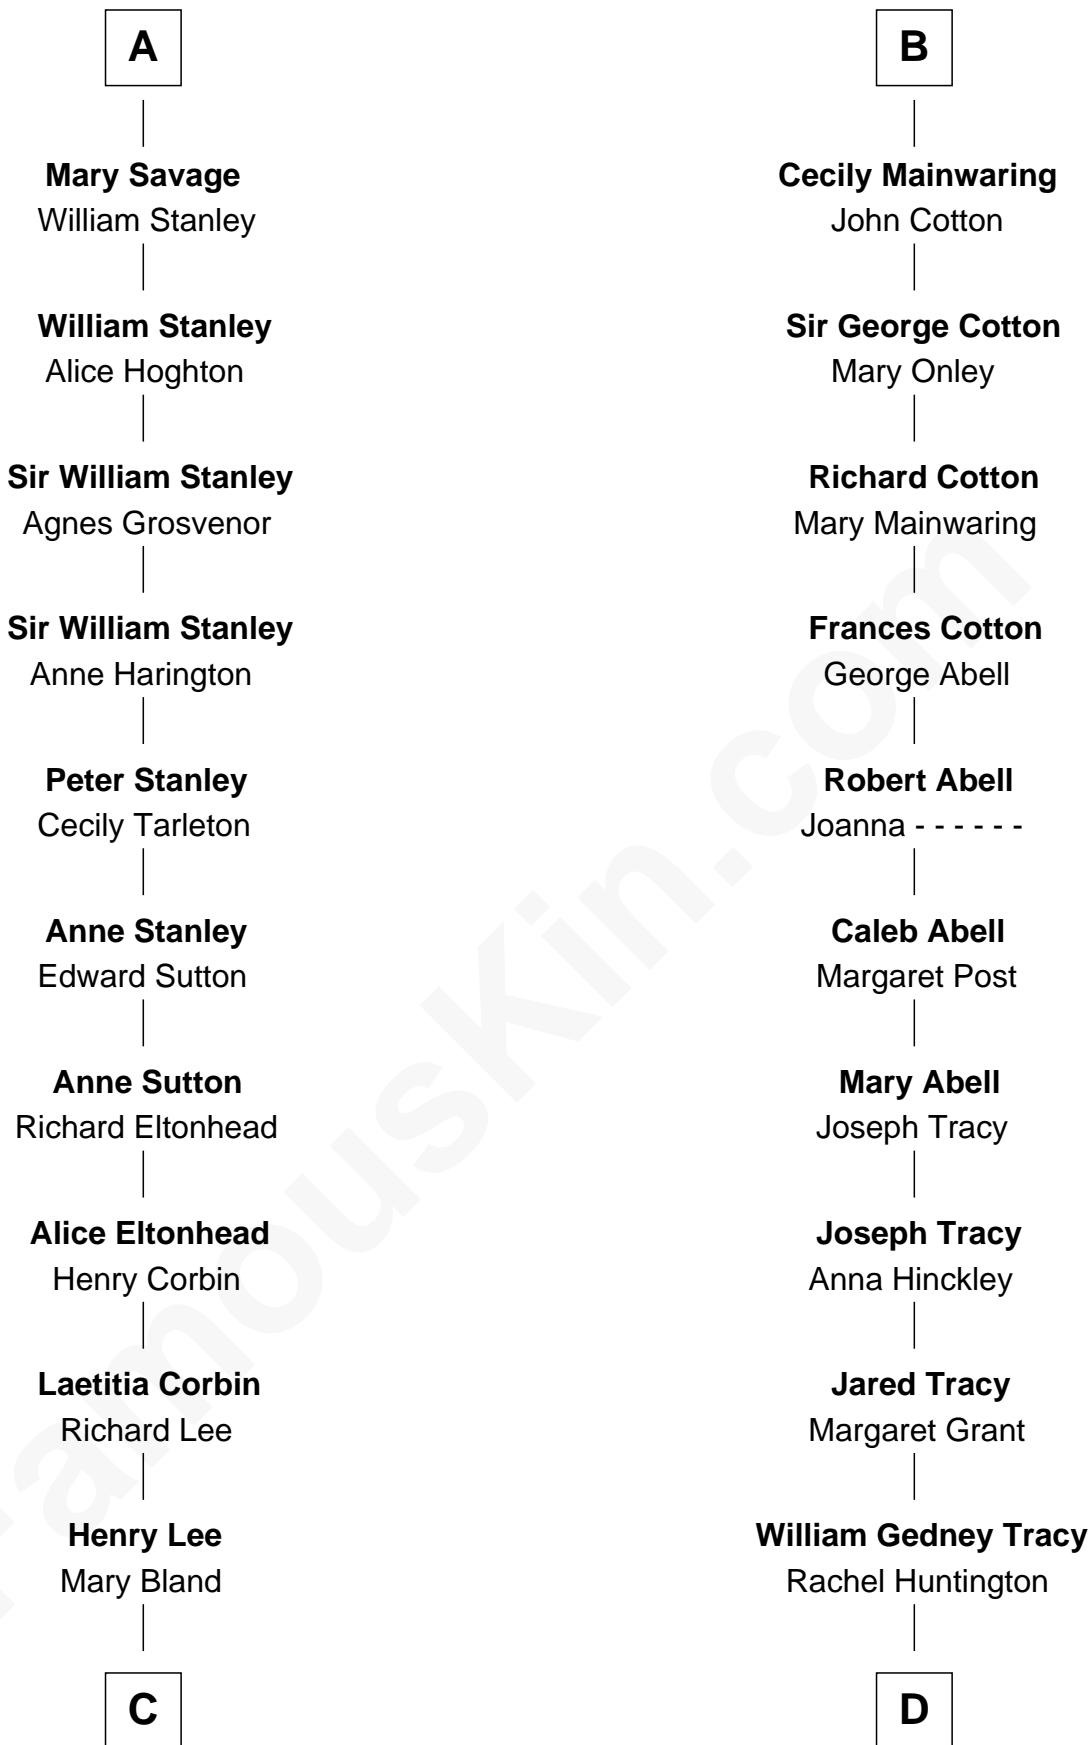 A
Mary Savage
William Stanley
William Stanley
Alice Hoghton
Sir William Stanley
Agnes Grosvenor
Sir William Stanley
Anne Harington
Peter Stanley
Cecily Tarleton
Anne Stanley
Edward Sutton
Anne Sutton
Richard Eltonhead
Alice Eltonhead
Henry Corbin
Laetitia Corbin
Richard Lee
Henry Lee
Mary Bland
C
B
Cecily Mainwaring
John Cotton
Sir George Cotton
Mary Onley
Richard Cotton
Mary Mainwaring
Frances Cotton
George Abell
Robert Abell
Joanna - - - - - -
Caleb Abell
Margaret Post
Mary Abell
Joseph Tracy
Joseph Tracy
Anna Hinckley
Jared Tracy
Margaret Grant
William Gedney Tracy
Rachel Huntington
D
FamousKin.com